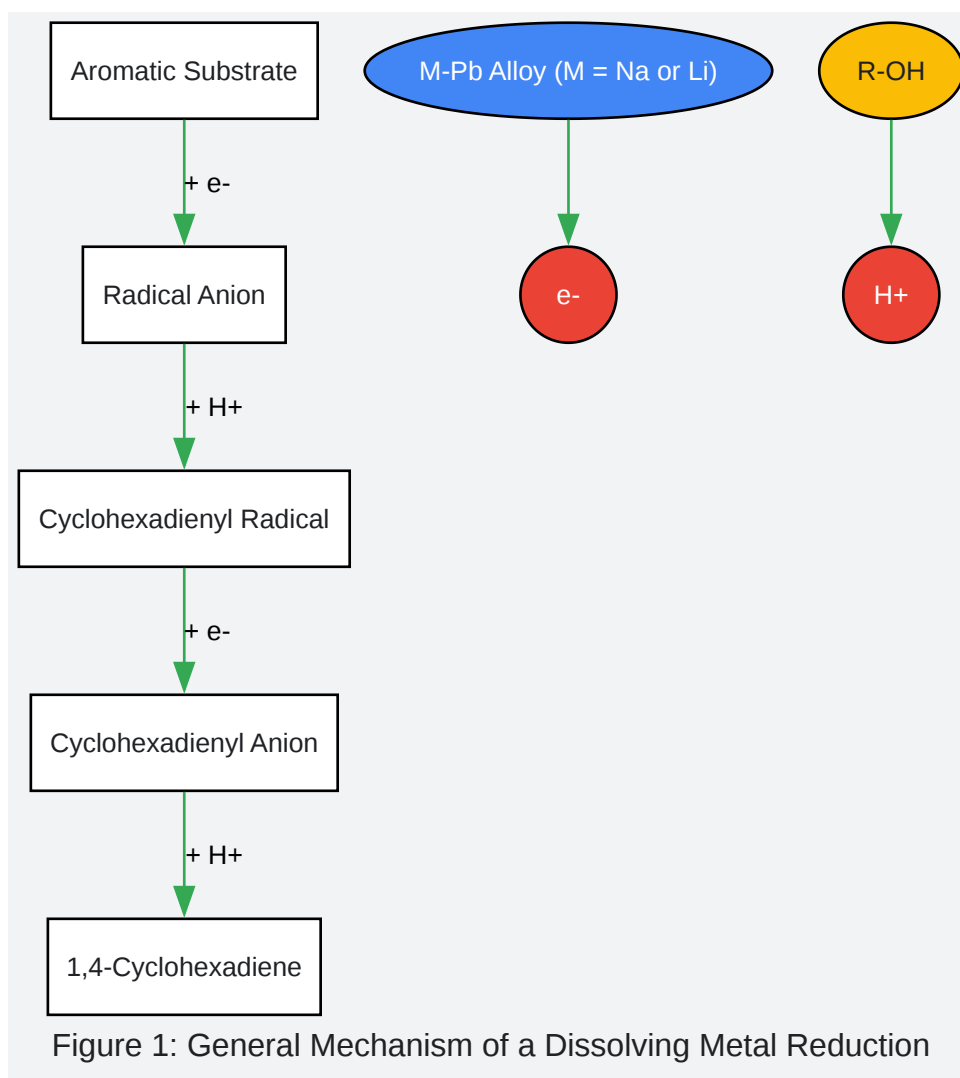 Aromatic Substrate
M-Pb Alloy (M = Na or Li)
R-OH
+ e-
Radical Anion
e-
H+
+ H+
Cyclohexadienyl Radical
+ e-
Cyclohexadienyl Anion
+ H+
1,4-Cyclohexadiene
Figure 1: General Mechanism of a Dissolving Metal Reduction